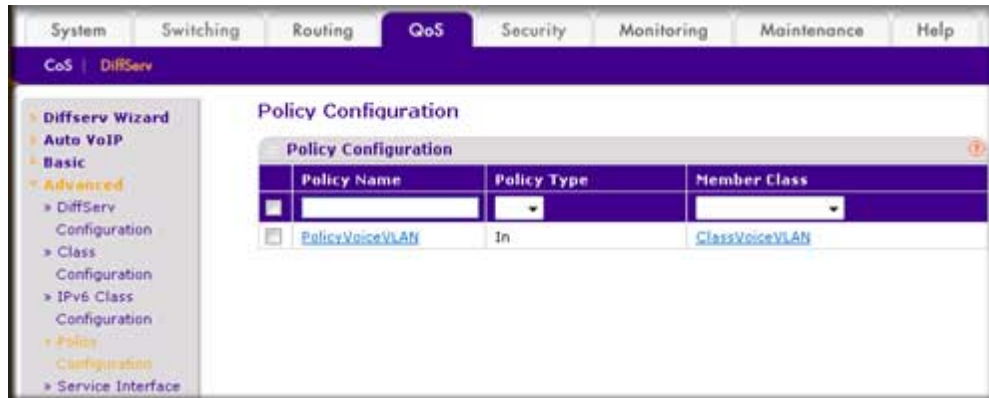 System Switching Routing QoS Security Monitoring Maintenance Help
CoS | DiffServ
Diffserv Wizard
Auto VoIP
Basic
Advanced
» DiffServ
Configuration
» Class
Configuration
» IPv6 Class
Configuration
» Policy
Configuration
» Service Interface
Policy Configuration
Policy Configuration
Policy Name Policy Type Member Class
PolicyVoiceVLAN In ClassVoiceVLAN